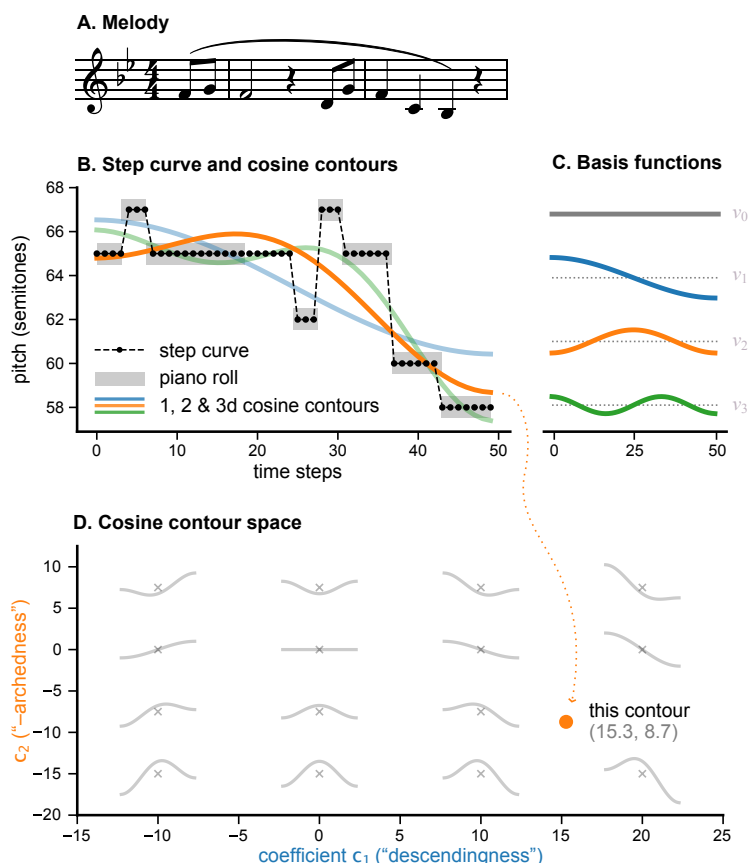 A. Melody
4
4
B. Step curve and cosine contours
C. Basis functions
pitch (semitones)
68
66
64
62
60
58
step curve
piano roll
1, 2 & 3d cosine contours
0 10 20 30 40 50
time steps
v0
v1
v2
v3
0 25 50
D. Cosine contour space
c2 (“−archedness”)
10
5
0
−5
−10
−15
−20
this contour
(15.3, 8.7)
−15 −10 −5 0 5 10 15 20 25
coefficient c1 (“descendingness”)